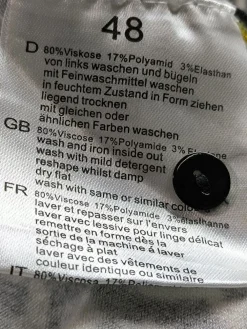 48
D 80%Viskose 17%Polyamid 3%Elasthan
von links waschen und bügeln
mit Feinwaschmittel waschen
in feuchtem Zustand in Form ziehen
liegend trocknen
mit gleichen oder
ähnlichen Farben waschen
GB 80%Viscose 17%Polyamide 3%
wash and iron inside out
wash with mild detergent
reshape whilst damp
dry flat
wash with same or similar
FR 80%Viscose 17%Polyamide 3%élasthanne
laver et repasser sur l'envers
laver avec lessive pour linge délicat
remettre en forme dès la
sortie de la machine à laver
séchage à plat
laver avec des vêtements de
couleur identique ou similaire
IT 80%Viscosa